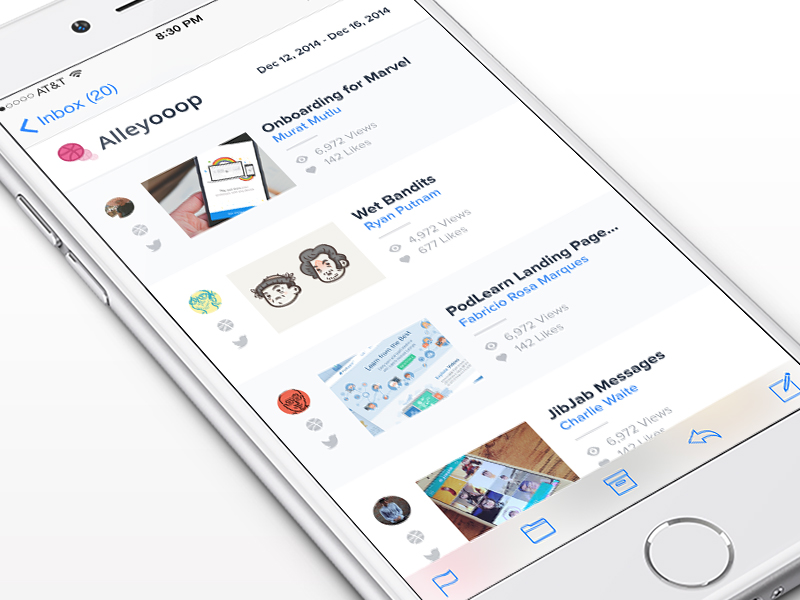 AT&T
8:30 PM
Inbox (20)
Dec 12, 2014 - Dec 16, 2014
Alleyooop
Onboarding for Marvel
Murat Mutlu
6,972 Views
142 Likes
Wet Bandits
Ryan Putnam
4,972 Views
677 Likes
PodLearn Landing Page...
Fabricio Rosa Marques
6,972 Views
142 Likes
Learn from the Best
JibJab Messages
Charlie Waite
6,972 Views
142 Likes